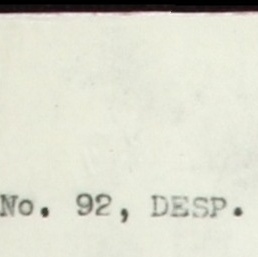 No. 92, DESP.